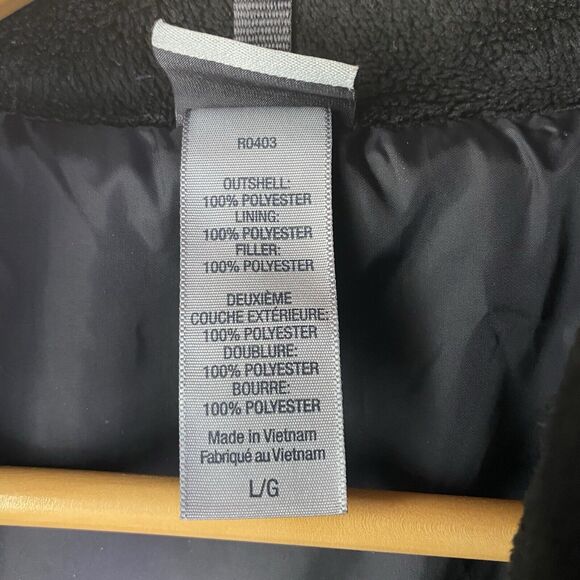 R0403
OUTSHELL:
100% POLYESTER
LINING:
100% POLYESTER
FILLER:
100% POLYESTER
DEUXIÈME
COUCHE EXTÉRIEURE:
100% POLYESTER
DOUBLURE:
100% POLYESTER
BOURRE:
100% POLYESTER
Made in Vietnam
Fabriqué au Vietnam
L/G